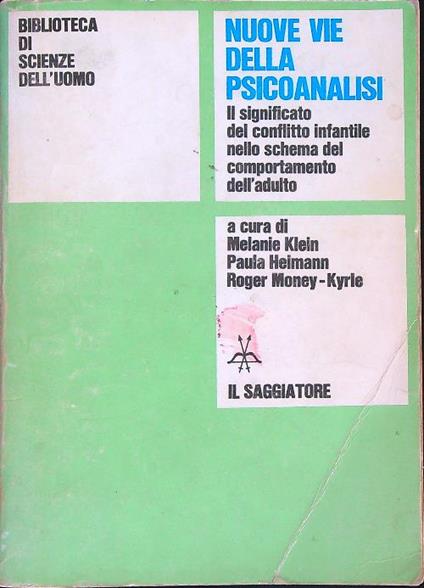 BIBLIOTECA
DI
SCIENZE
DELL'UOMO
NUOVE VIE
DELLA
PSICOANALISI
Il significato
del conflitto infantile
nello schema del
comportamento
dell'adulto
a cura di
Melanie Klein
Paula Heimann
Roger Money-Kyrle
IL SAGGIATORE